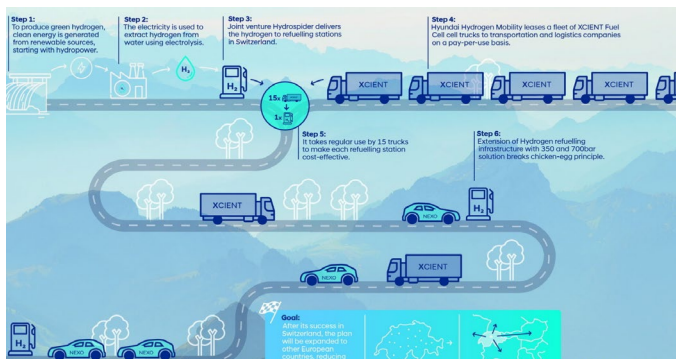 Step 1:
To produce green hydrogen,
clean energy is generated
from renewable sources,
starting with hydropower.
Step 2:
The electricity is used to
extract hydrogen from
water using electrolysis.
Step 3:
Joint venture Hydrospider delivers
the hydrogen to refuelling stations
in Switzerland.
Step 4:
Hyundai Hydrogen Mobility leases a fleet of XCIENT Fuel
Cell cell trucks to transportation and logistics companies
on a pay-per-use basis.
H₂
H₂
XCIENT
XCIENT
XCIENT
XCIENT
15x
1x
Step 5:
It takes regular use by 15 trucks
to make each refuelling station
cost-effective.
Step 6:
Extension of Hydrogen refuelling
infrastructure with 350 and 700bar
solution breaks chicken-egg principle.
XCIENT
NEXO
H₂
NEXO
XCIENT
Goal:
After its success in
Switzerland, the plan
will be expanded to
other European
countries, reducing
H₂
NEXO
NEXO